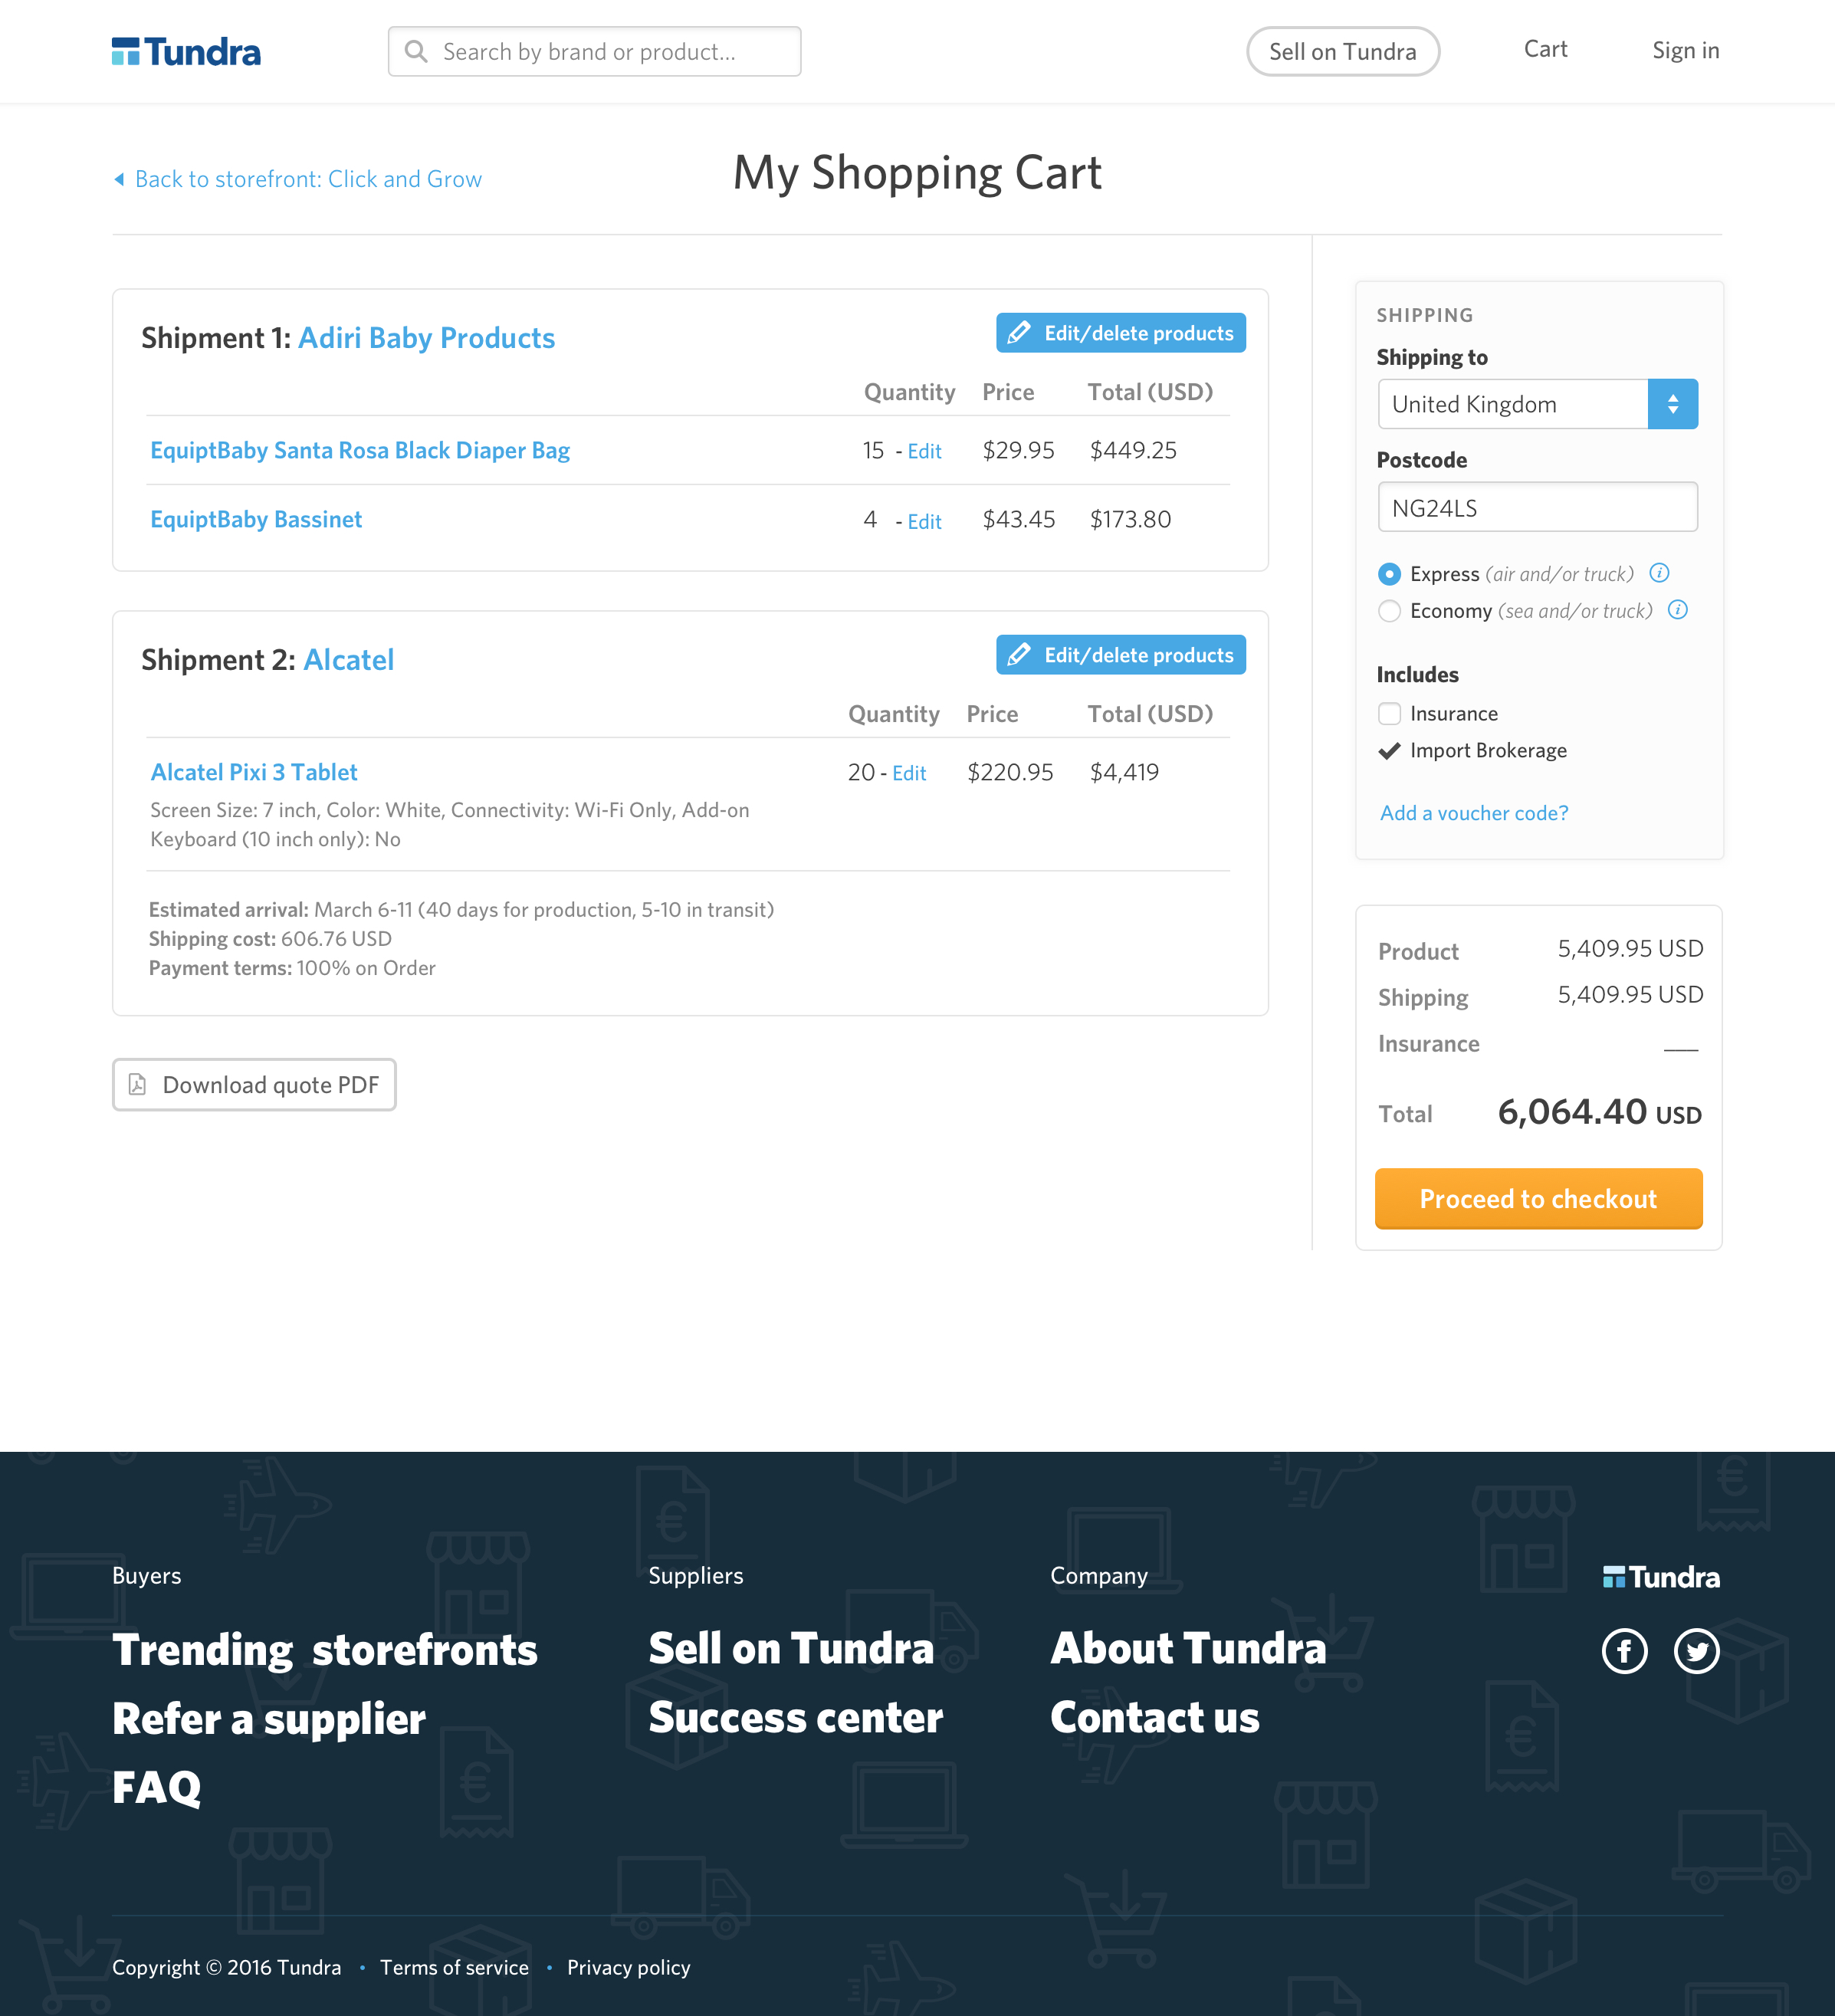 Tundra
Search by brand or product...
Sell on Tundra
Cart
Sign in
Back to storefront: Click and Grow
My Shopping Cart
Shipment 1: Adiri Baby Products
Edit/delete products
Quantity Price Total (USD)
EquiptBaby Santa Rosa Black Diaper Bag 15 - Edit $29.95 $449.25
EquiptBaby Bassinet 4 - Edit $43.45 $173.80
Shipment 2: Alcatel
Edit/delete products
Quantity Price Total (USD)
Alcatel Pixi 3 Tablet 20 - Edit $220.95 $4,419
Screen Size: 7 inch, Color: White, Connectivity: Wi-Fi Only, Add-on
Keyboard (10 inch only): No
Estimated arrival: March 6-11 (40 days for production, 5-10 in transit)
Shipping cost: 606.76 USD
Payment terms: 100% on Order
Download quote PDF
SHIPPING
Shipping to
United Kingdom
Postcode
NG24LS
Express (air and/or truck) i
Economy (sea and/or truck) i
Includes
Insurance
Import Brokerage
Add a voucher code?
Product 5,409.95 USD
Shipping 5,409.95 USD
Insurance __
Total 6,064.40 USD
Proceed to checkout
Buyers
Trending storefronts
Refer a supplier
FAQ
Suppliers
Sell on Tundra
Success center
Company
About Tundra
Contact us
Tundra
Copyright © 2016 Tundra • Terms of service • Privacy policy